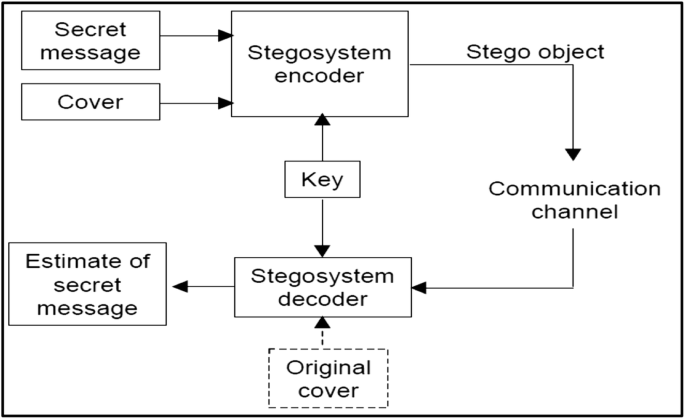 Secret
message
Cover
Stegosystem
encoder
Stego object
Key
Communication
channel
Estimate of
secret
message
Stegosystem
decoder
Original
cover